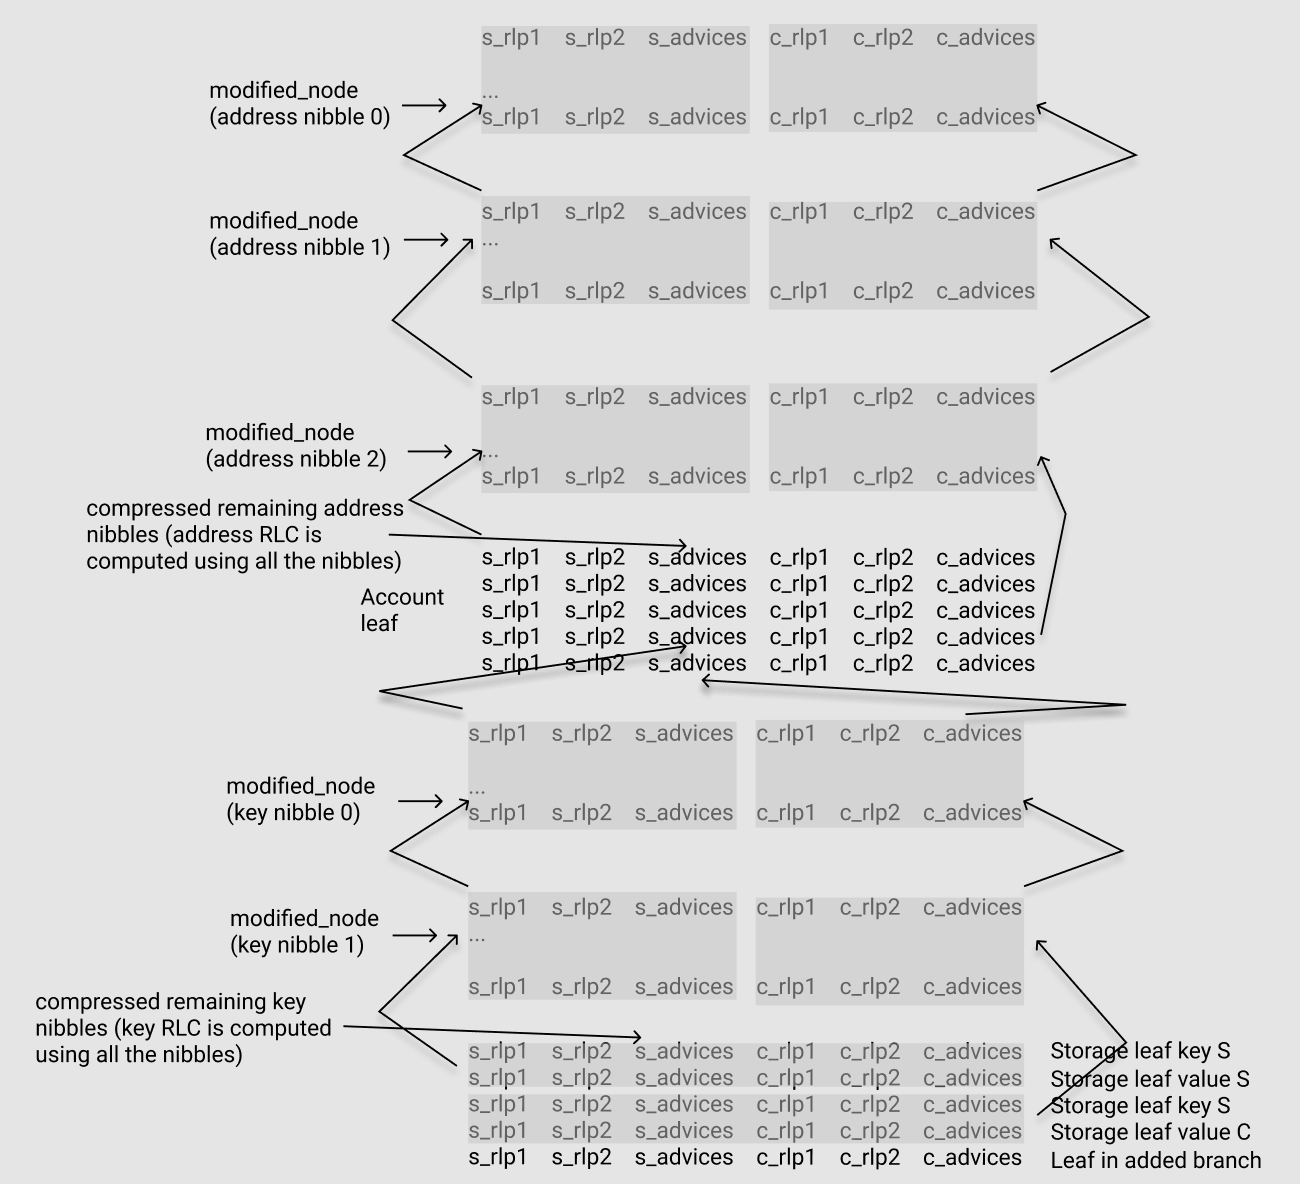 s_rlp1 s_rlp2 s_advices c_rlp1 c_rlp2 c_advices
modified_node
(address nibble 0)
...
s_rlp1 s_rlp2 s_advices c_rlp1 c_rlp2 c_advices
s_rlp1 s_rlp2 s_advices c_rlp1 c_rlp2 c_advices
modified_node
(address nibble 1)
...
s_rlp1 s_rlp2 s_advices c_rlp1 c_rlp2 c_advices
s_rlp1 s_rlp2 s_advices c_rlp1 c_rlp2 c_advices
modified_node
(address nibble 2)
...
s_rlp1 s_rlp2 s_advices c_rlp1 c_rlp2 c_advices
compressed remaining address
nibbles (address RLC is
computed using all the nibbles)
s_rlp1 s_rlp2 s_advices c_rlp1 c_rlp2 c_advices
s_rlp1 s_rlp2 s_advices c_rlp1 c_rlp2 c_advices
Account
leaf
s_rlp1 s_rlp2 s_advices c_rlp1 c_rlp2 c_advices
s_rlp1 s_rlp2 s_advices c_rlp1 c_rlp2 c_advices
s_rlp1 s_rlp2 s_advices c_rlp1 c_rlp2 c_advices
s_rlp1 s_rlp2 s_advices c_rlp1 c_rlp2 c_advices
modified_node
(key nibble 0)
...
s_rlp1 s_rlp2 s_advices c_rlp1 c_rlp2 c_advices
s_rlp1 s_rlp2 s_advices c_rlp1 c_rlp2 c_advices
modified_node
(key nibble 1)
...
s_rlp1 s_rlp2 s_advices c_rlp1 c_rlp2 c_advices
compressed remaining key
nibbles (key RLC is computed
using all the nibbles)
s_rlp1 s_rlp2 s_advices c_rlp1 c_rlp2 c_advices Storage leaf key S
s_rlp1 s_rlp2 s_advices c_rlp1 c_rlp2 c_advices Storage leaf value S
s_rlp1 s_rlp2 s_advices c_rlp1 c_rlp2 c_advices Storage leaf key S
s_rlp1 s_rlp2 s_advices c_rlp1 c_rlp2 c_advices Storage leaf value C
s_rlp1 s_rlp2 s_advices c_rlp1 c_rlp2 c_advices Leaf in added branch